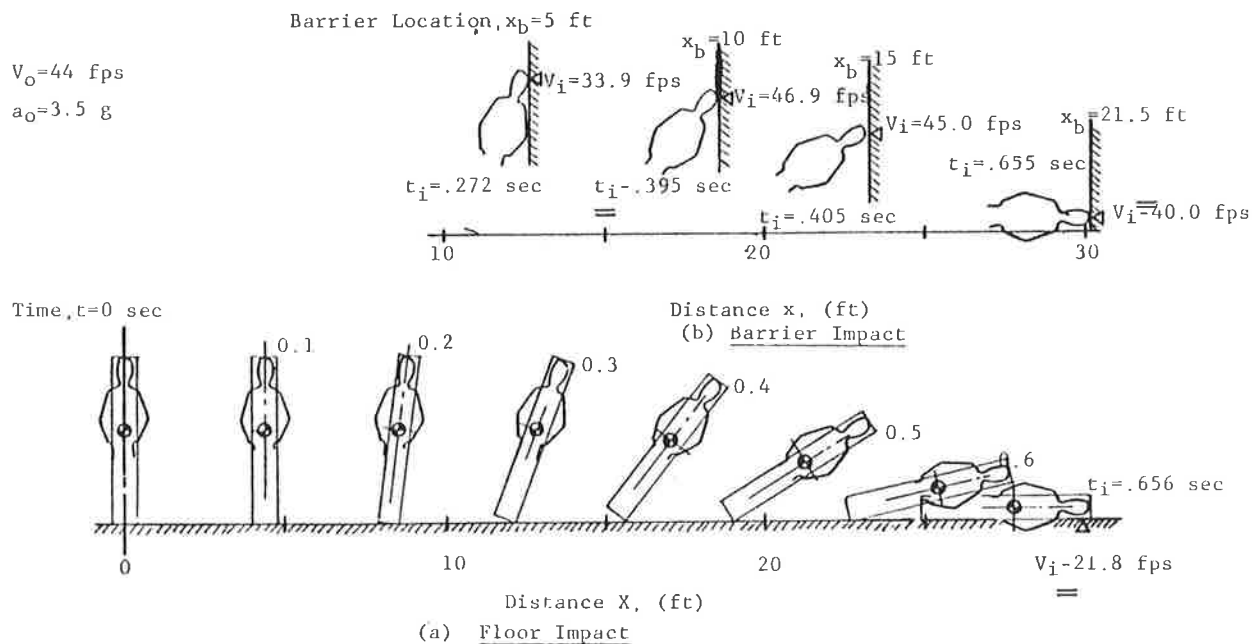 Barrier Location, x_b=5 ft
x_b=10 ft
x_b=15 ft
x_b=21.5 ft
V_o=44 fps
a_o=3.5 g
V_i=33.9 fps
V_i=46.9 fps
V_i=45.0 fps
V_i-40.0 fps
t_i=.272 sec
t_i-.395 sec
t_i=.405 sec
t_i=.655 sec
10
20
30
Distance x, (ft)
(b) Barrier Impact
Time, t=0 sec
0.1
0.2
0.3
0.4
0.5
.6
t_i=.656 sec
0
10
20
V_i-21.8 fps
Distance X, (ft)
(a) Floor Impact